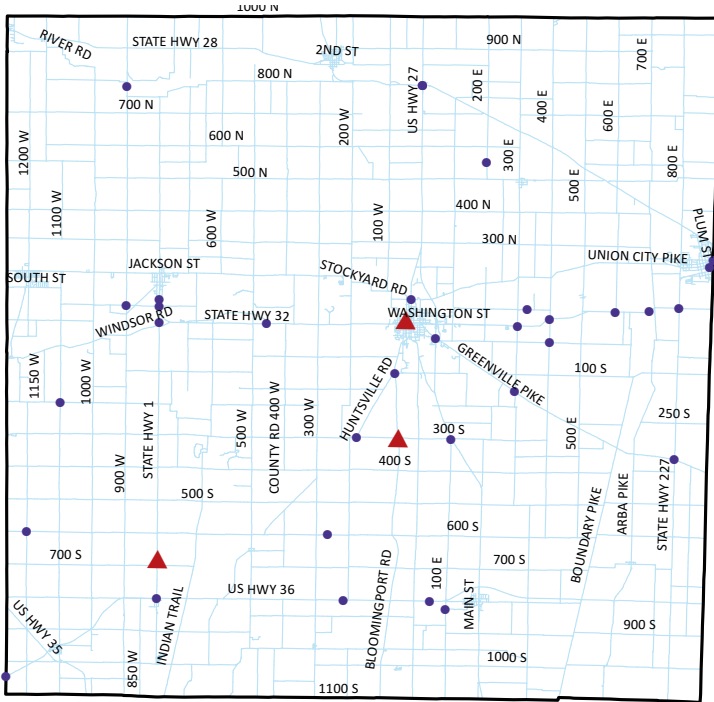 1000 N
RIVER RD
STATE HWY 28
2ND ST
900 N
700 E
800 N
US HWY 27
200 E
700 N
400 E
600 E
200 W
600 N
1200 W
300 E
800 E
500 N
500 E
1100 W
400 N
600 W
100 W
PLUM ST
300 N
JACKSON ST
UNION CITY PIKE
SOUTH ST
STOCKYARD RD
WINDSOR RD
STATE HWY 32
WASHINGTON ST
GREENVILLE PIKE
100 S
1150 W
1000 W
HUNTSVILLE RD
COUNTY RD 400 W
300 W
250 S
STATE HWY 1
500 W
300 S
500 E
900 W
400 S
500 S
STATE HWY 227
ARBA PIKE
600 S
BOUNDARY PIKE
700 S
700 S
100 E
US HWY 36
MAIN ST
BLOOMINGPORT RD
INDIAN TRAIL
US HWY 35
900 S
850 W
1000 S
1100 S